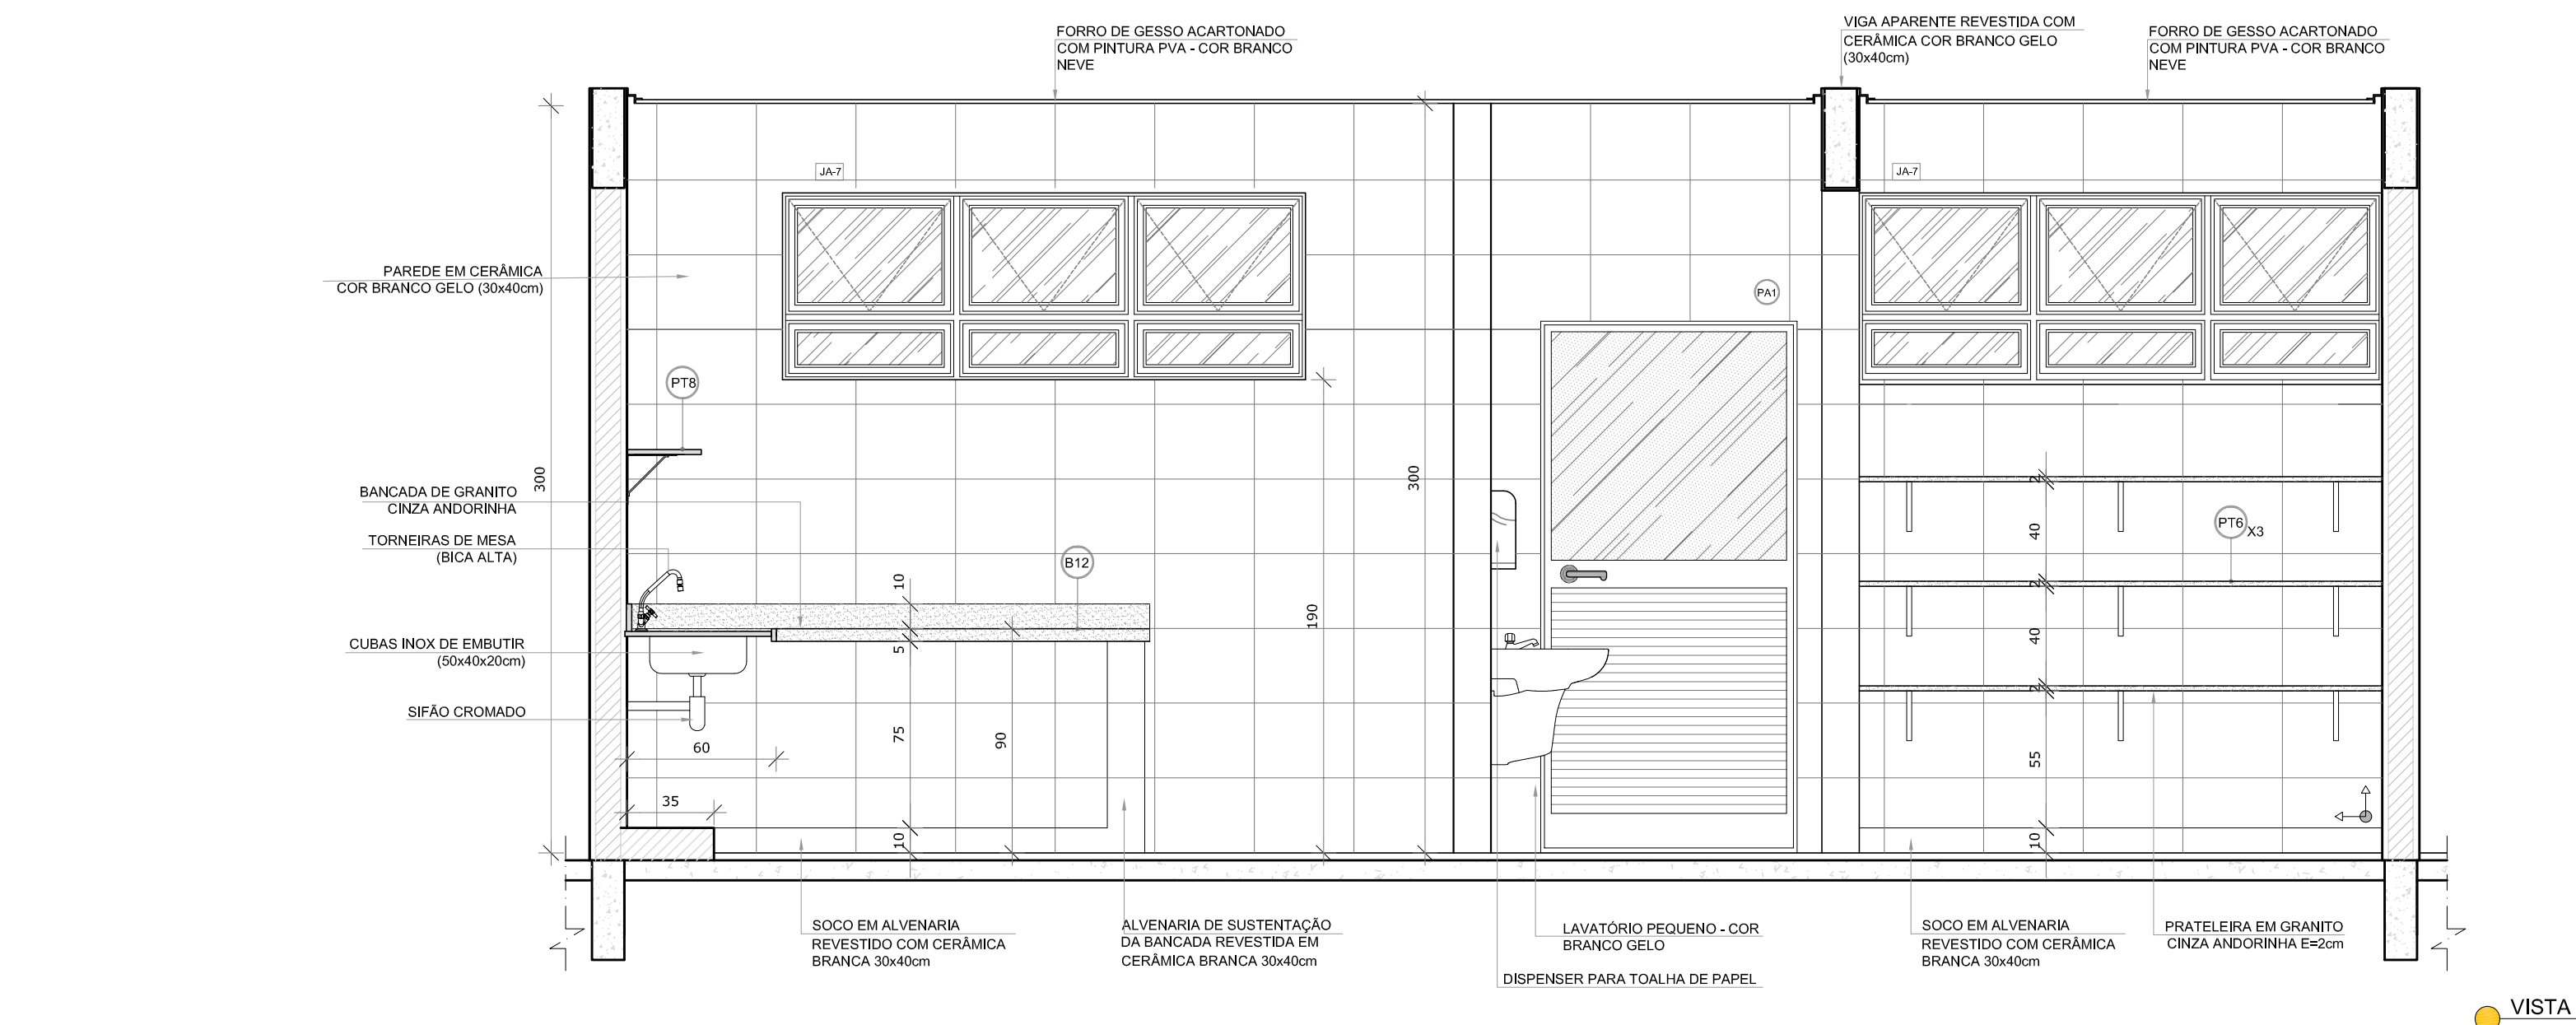 FORRO DE GESSO ACARTONADO
COM PINTURA PVA - COR BRANCO
NEVE
VIGA APARENTE REVESTIDA COM
CERÂMICA COR BRANCO GELO
(30x40cm)
FORRO DE GESSO ACARTONADO
COM PINTURA PVA - COR BRANCO
NEVE
JA-7
JA-7
PAREDE EM CERÂMICA
COR BRANCO GELO (30x40cm)
PA1
PT8
300
300
BANCADA DE GRANITO
CINZA ANDORINHA
TORNEIRAS DE MESA
(BICA ALTA)
B12
2
40
PT6
X3
2
40
2
55
10
10
5
75
90
10
190
CUBAS INOX DE EMBUTIR
(50x40x20cm)
SIFÃO CROMADO
60
35
SOCO EM ALVENARIA
REVESTIDO COM CERÂMICA
BRANCA 30x40cm
ALVENARIA DE SUSTENTAÇÃO
DA BANCADA REVESTIDA EM
CERÂMICA BRANCA 30x40cm
LAVATÓRIO PEQUENO - COR
BRANCO GELO
DISPENSER PARA TOALHA DE PAPEL
SOCO EM ALVENARIA
REVESTIDO COM CERÂMICA
BRANCA 30x40cm
PRATELEIRA EM GRANITO
CINZA ANDORINHA E=2cm
VISTA